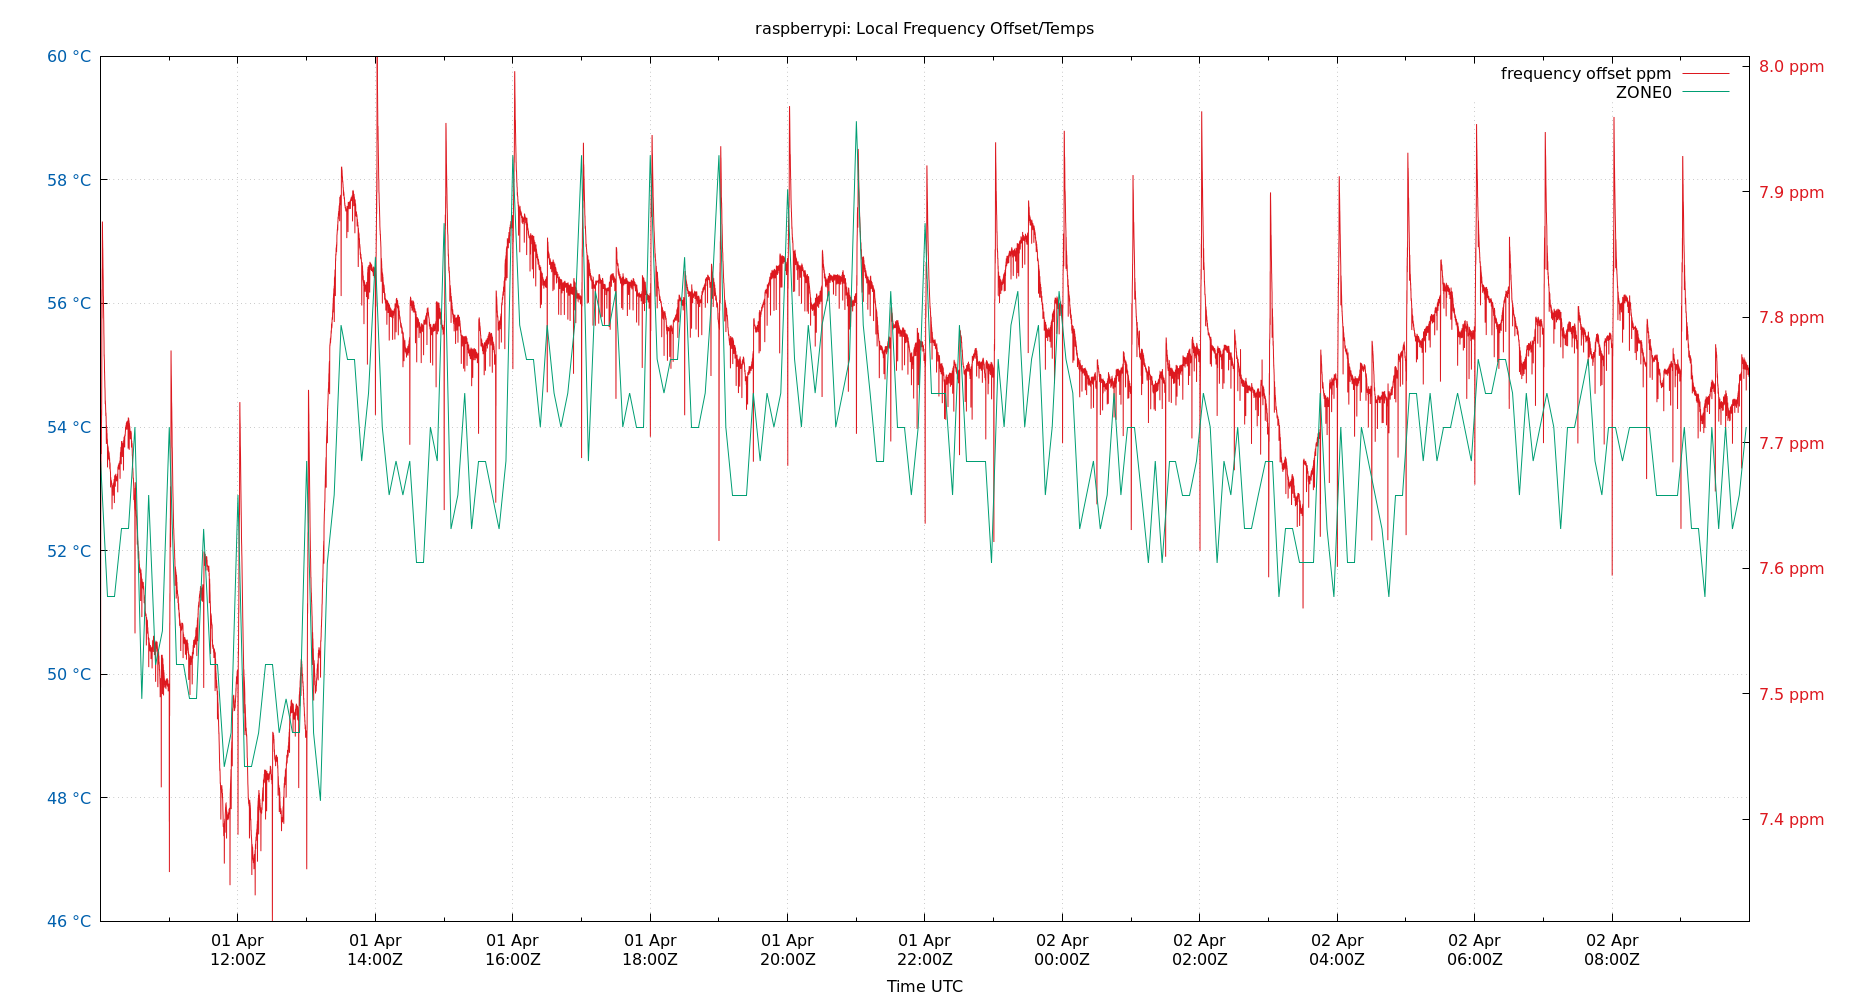 raspberrypi: Local Frequency Offset/Temps
60 °C
58 °C
56 °C
54 °C
52 °C
50 °C
48 °C
46 °C
8.0 ppm
7.9 ppm
7.8 ppm
7.7 ppm
7.6 ppm
7.5 ppm
7.4 ppm
frequency offset ppm
ZONE0
01 Apr
12:00Z
01 Apr
14:00Z
01 Apr
16:00Z
01 Apr
18:00Z
01 Apr
20:00Z
01 Apr
22:00Z
02 Apr
00:00Z
02 Apr
02:00Z
02 Apr
04:00Z
02 Apr
06:00Z
02 Apr
08:00Z
Time UTC